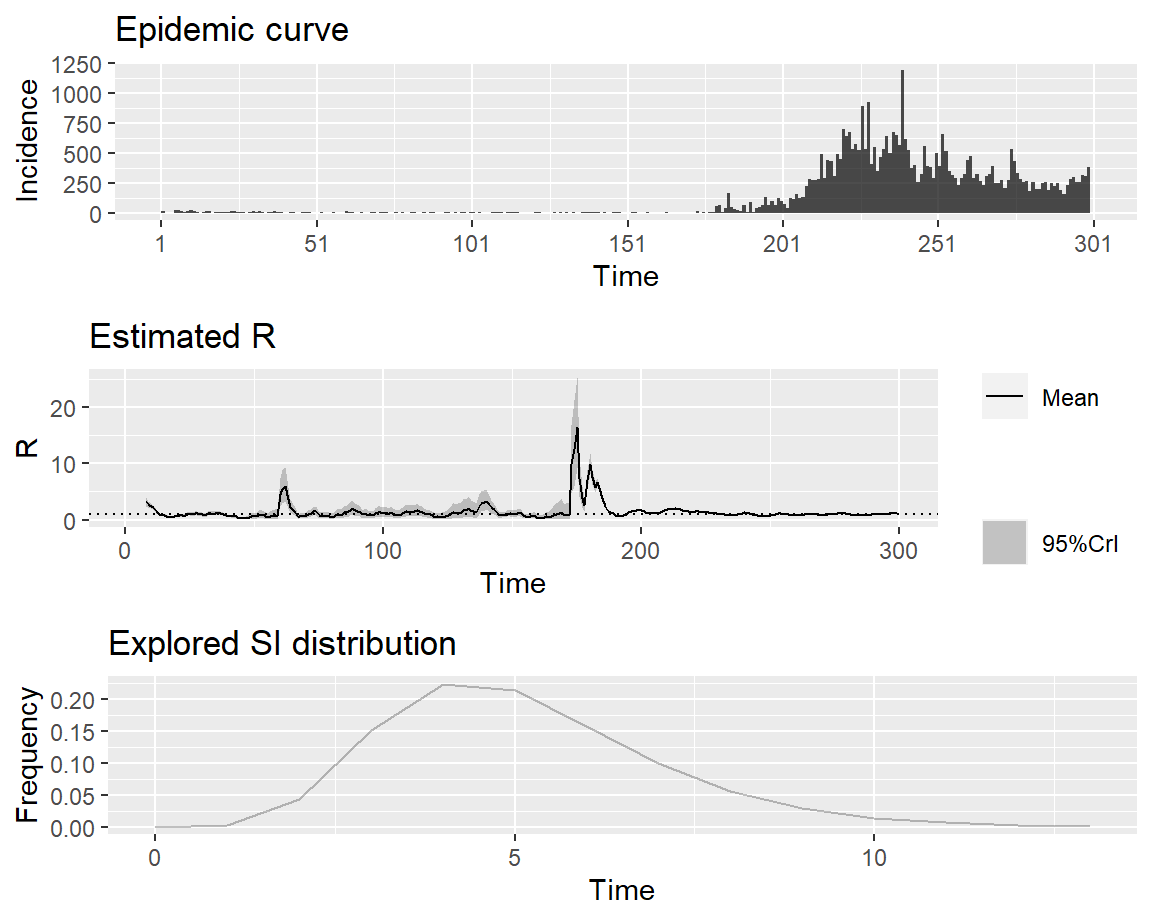 Epidemic curve
Incidence
1250
1000
750
500
250
0
1 51 101 151 201 251 301
Time
Estimated R
R
20
10
0
0 100 200 300
Time
Mean
95%CrI
Explored SI distribution
Frequency
0.20
0.15
0.10
0.05
0.00
0 5 10
Time